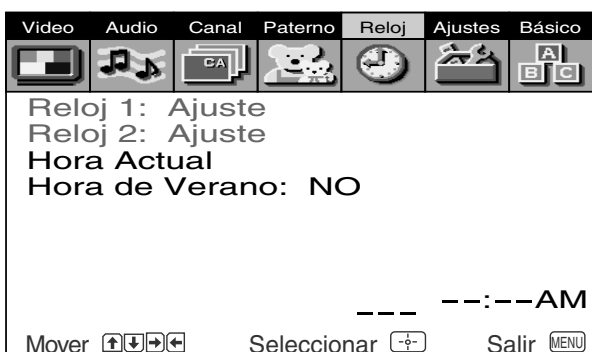 Video Audio Canal Paterno Reloj Ajustes Básico
CA A B C
Reloj 1: Ajuste
Reloj 2: Ajuste
Hora Actual
Hora de Verano: NO
___ --:--AM
Mover Seleccionar Salir MENU